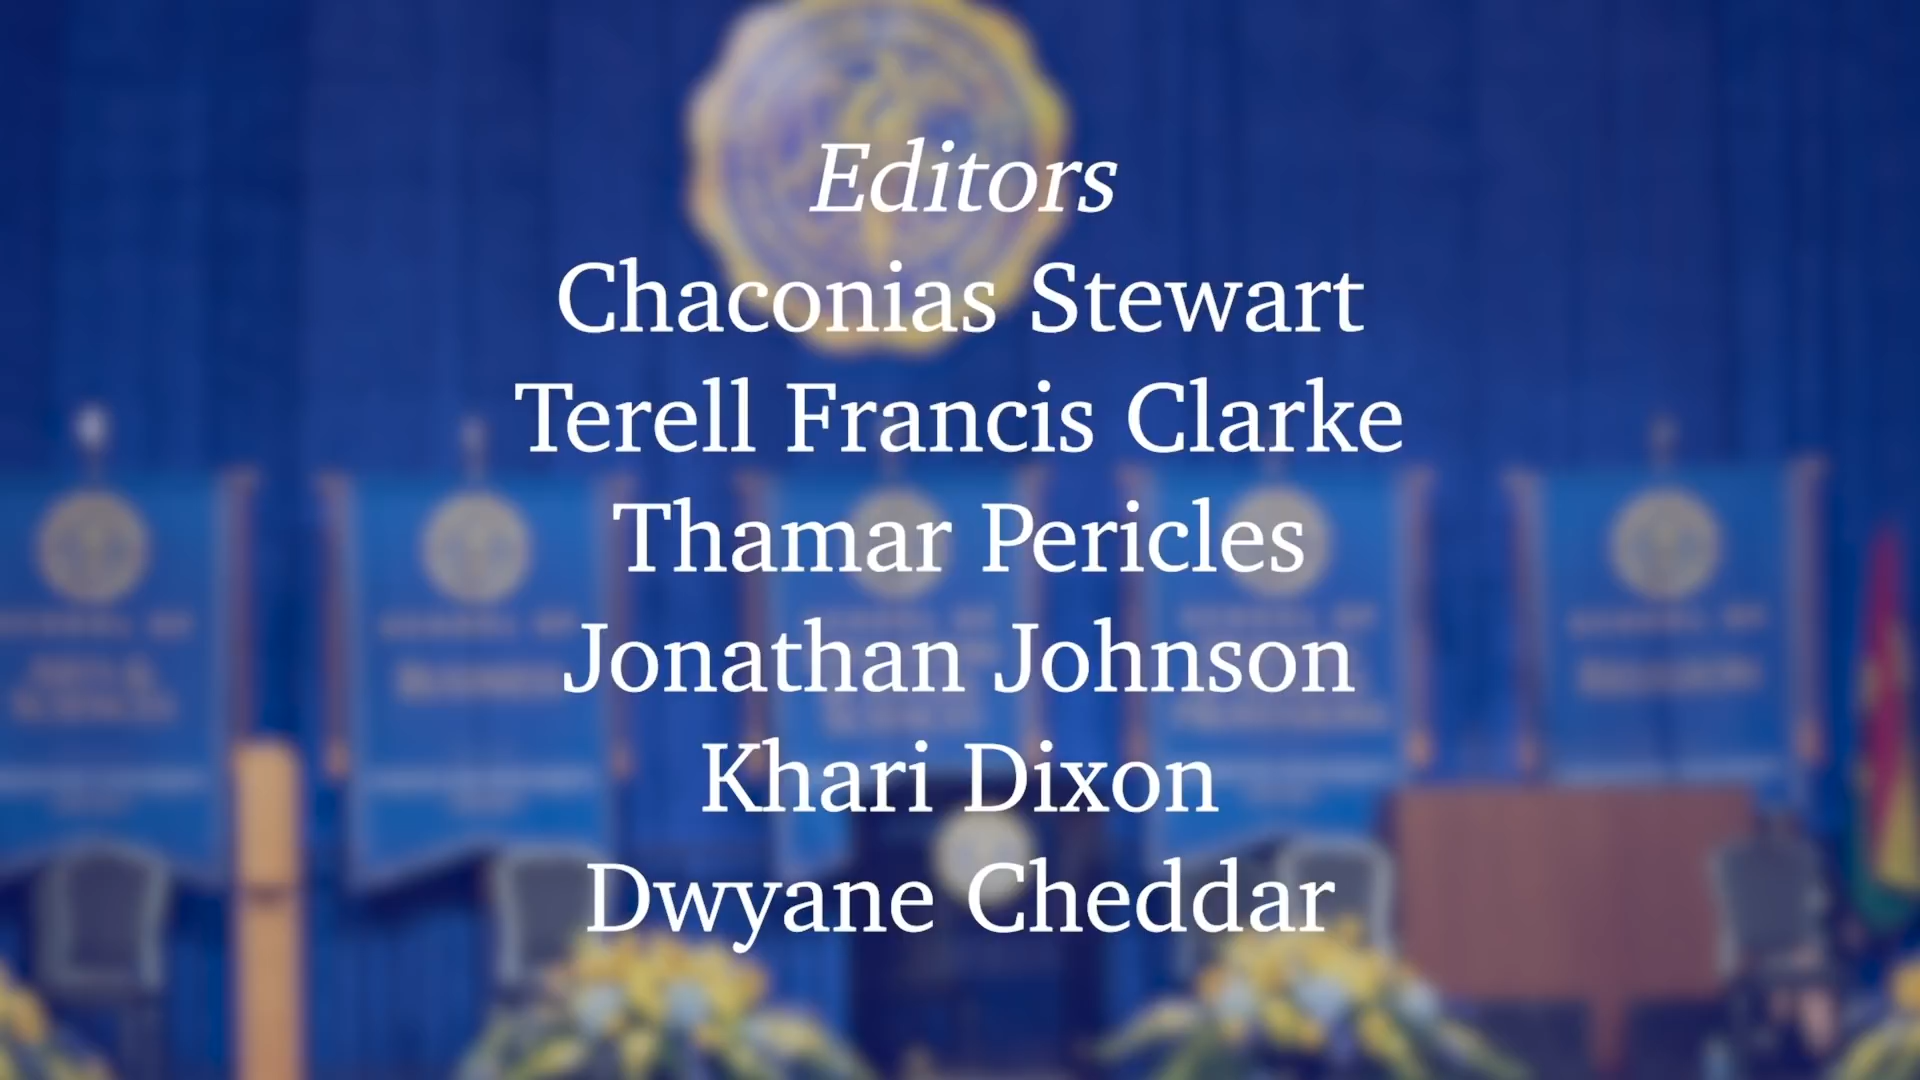 Editors
Chaconias Stewart
Terell Francis Clarke
Thamar Pericles
Jonathan Johnson
Khari Dixon
Dwyane Cheddar